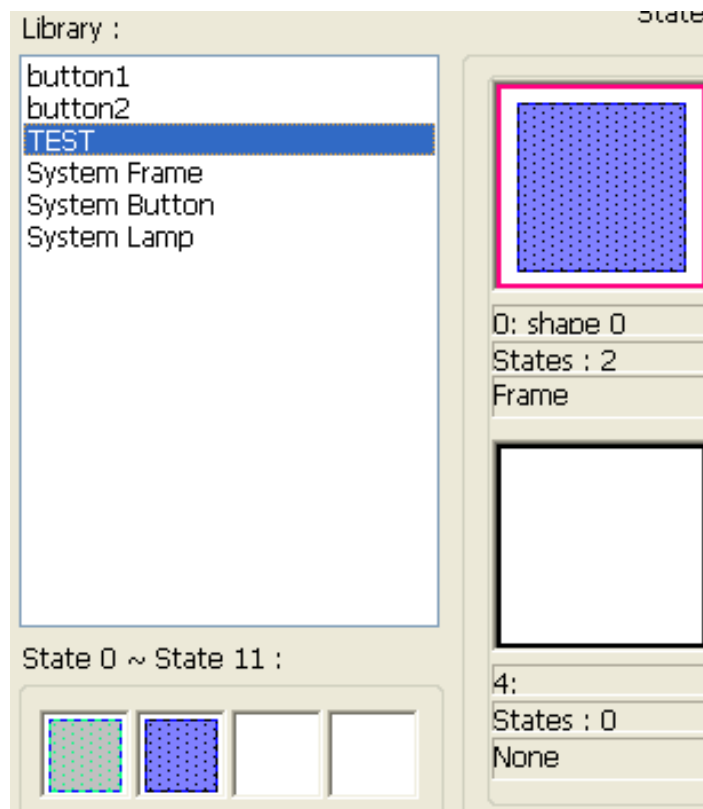 State
Library :
button1
button2
TEST
System Frame
System Button
System Lamp
0: shape 0
States : 2
Frame
State 0 ~ State 11 :
4:
States : 0
None